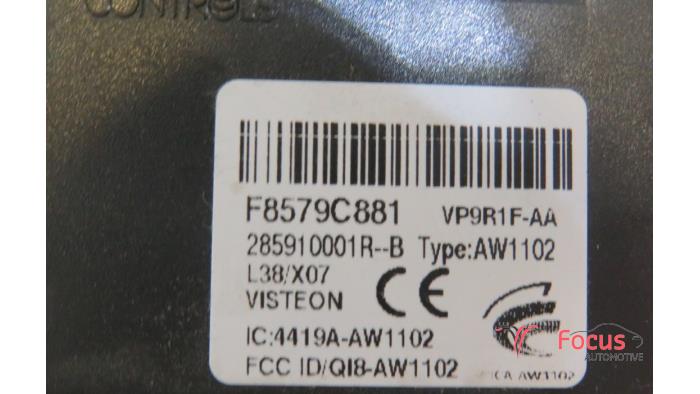 CONTROLS
F8579C881 VP9R1F-AA
285910001R--B Type:AW1102
L38/X07
VISTEON CE
IC:4419A-AW1102
FCC ID/QI8-AW1102
Focus
AUTOMOTIVE